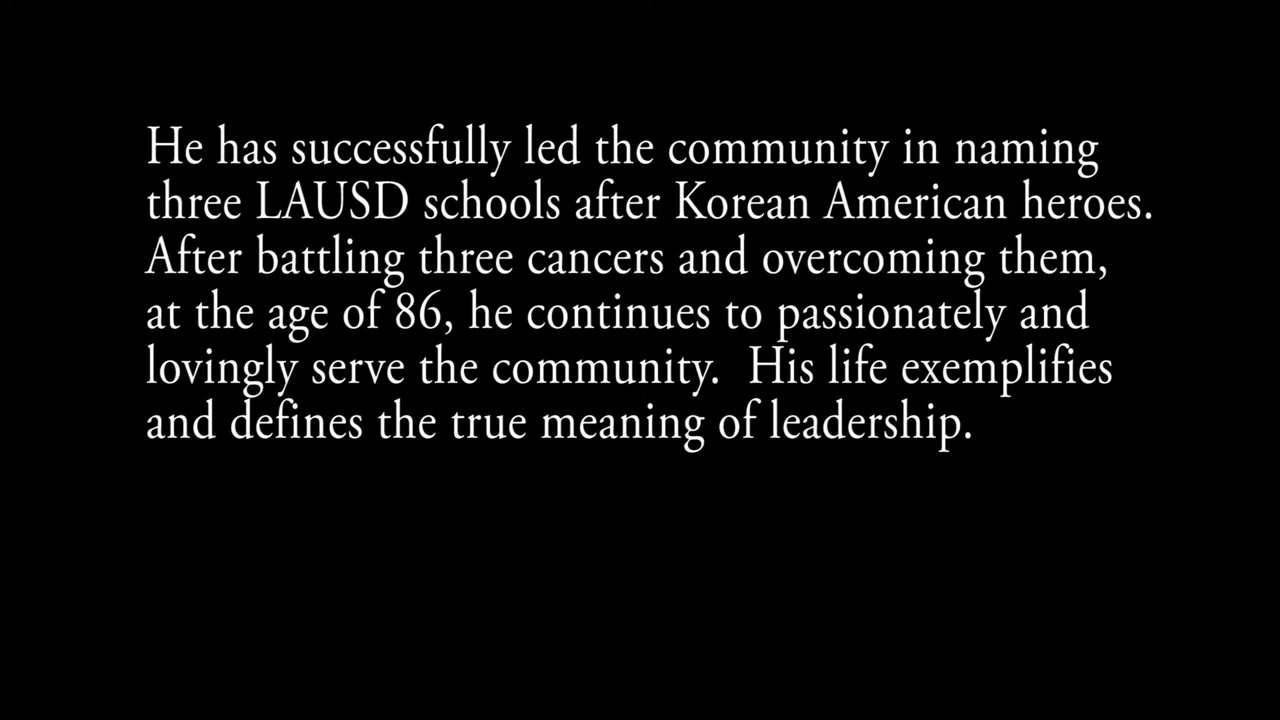 He has successfully led the community in naming
three LAUSD schools after Korean American heroes.
After battling three cancers and overcoming them,
at the age of 86, he continues to passionately and
lovingly serve the community.  His life exemplifies
and defines the true meaning of leadership.